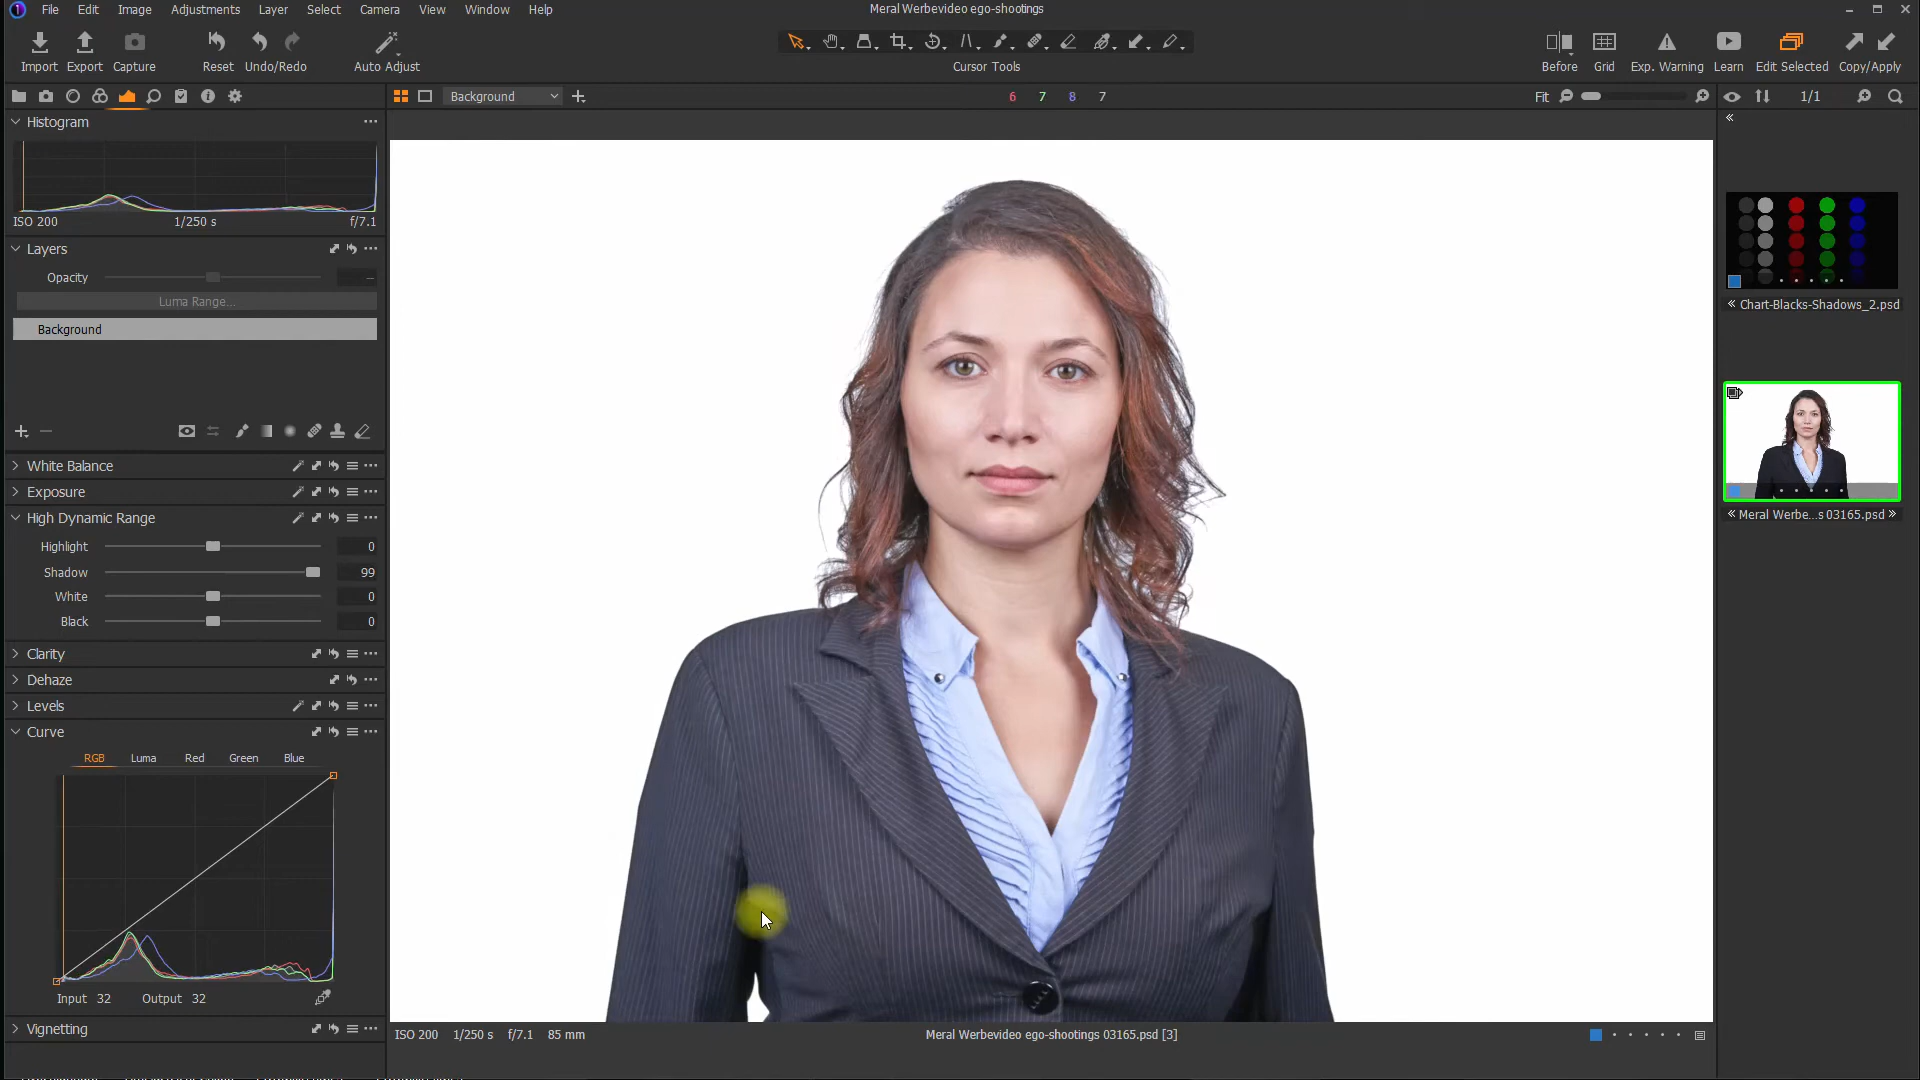 File Edit Image Adjustments Layer Select Camera View Window Help
Meral Werbevideo ego-shootings
Import Export Capture Reset Undo/Redo Auto Adjust
Cursor Tools
Before Grid Exp. Warning Learn Edit Selected Copy/Apply
Background
6 7 8 7
Fit
1/1
Histogram
ISO 200 1/250 s f/7.1
Layers
Opacity
Luma Range...
Background
White Balance
Exposure
High Dynamic Range
Highlight 0
Shadow 99
White 0
Black 0
Clarity
Dehaze
Levels
Curve
RGB Luma Red Green Blue
Input 32 Output 32
Vignetting
ISO 200 1/250 s f/7.1 85 mm
Meral Werbevideo ego-shootings 03165.psd [3]
Chart-Blacks-Shadows_2.psd
Meral Werbe...s 03165.psd